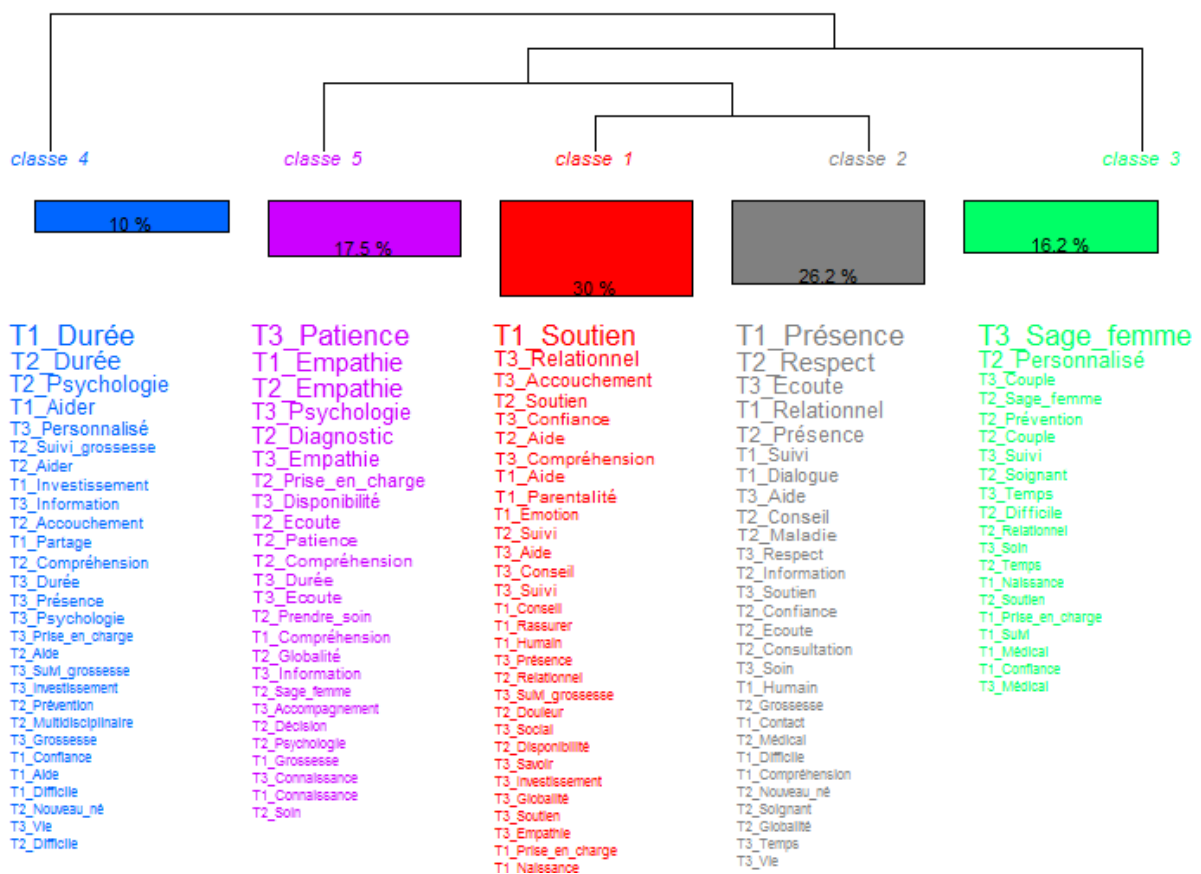 classe 4
classe 5
classe 1
classe 2
classe 3
10 %
17.5 %
30 %
26.2 %
16.2 %
T1_Durée
T2_Durée
T2_Psychologie
T1_Aider
T3_Personnalisé
T2_Suivi_grossesse
T2_Aider
T1_Investissement
T3_Information
T2_Accouchement
T1_Partage
T2_Compréhension
T3_Durée
T3_Présence
T3_Psychologie
T3_Prise_en_charge
T2_Aide
T3_Suivi_grossesse
T3_Investissement
T2_Prévention
T2_Multidisciplinaire
T3_Grossesse
T1_Confiance
T1_Aide
T1_Difficile
T2_Nouveau_né
T3_Vie
T2_Difficile
T3_Patience
T1_Empathie
T2_Empathie
T3_Psychologie
T2_Diagnostic
T3_Empathie
T2_Prise_en_charge
T3_Disponibilité
T2_Ecoute
T2_Patience
T2_Compréhension
T3_Durée
T3_Ecoute
T2_Prendre_soin
T1_Compréhension
T2_Globalité
T3_Information
T2_Sage_femme
T3_Accompagnement
T2_Décision
T2_Psychologie
T1_Grossesse
T3_Connaissance
T1_Connaissance
T2_Soin
T1_Soutien
T3_Relationnel
T3_Accouchement
T2_Soutien
T3_Confiance
T2_Aide
T3_Compréhension
T1_Aide
T1_Parentalité
T1_Emotion
T2_Suivi
T3_Aide
T3_Conseil
T3_Suivi
T1_Conseil
T1_Rassurer
T1_Humain
T3_Présence
T2_Relationnel
T3_Suivi_grossesse
T2_Douleur
T3_Social
T2_Disponibilité
T3_Savoir
T3_Investissement
T3_Globalité
T3_Soutien
T3_Empathie
T1_Prise_en_charge
T1_Naissance
T1_Présence
T2_Respect
T3_Ecoute
T1_Relationnel
T2_Présence
T1_Suivi
T1_Dialogue
T3_Aide
T2_Conseil
T2_Maladie
T3_Respect
T2_Information
T3_Soutien
T2_Confiance
T2_Ecoute
T2_Consultation
T3_Soin
T1_Humain
T2_Grossesse
T1_Contact
T2_Médical
T1_Difficile
T1_Compréhension
T2_Nouveau_né
T2_Soignant
T2_Globalité
T3_Temps
T3_Vie
T3_Sage_femme
T2_Personnalisé
T3_Couple
T2_Sage_femme
T2_Prévention
T2_Couple
T3_Suivi
T2_Soignant
T3_Temps
T2_Difficile
T2_Relationnel
T3_Soin
T2_Temps
T1_Naissance
T2_Soutien
T1_Prise_en_charge
T1_Suivi
T1_Médical
T1_Confiance
T3_Médical